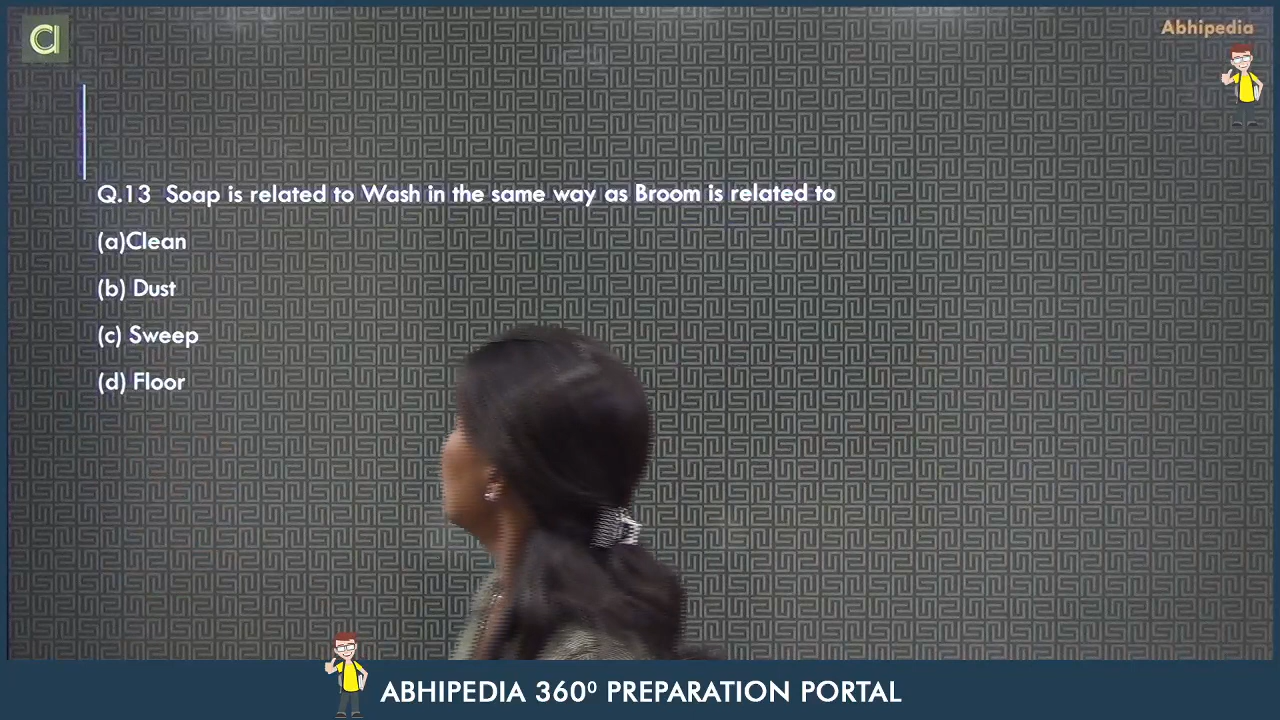 Abhipedia
Q.13 Soap is related to Wash in the same way as Broom is related to
(a)Clean
(b) Dust
(c) Sweep
(d) Floor
ABHIPEDIA 360⁰ PREPARATION PORTAL